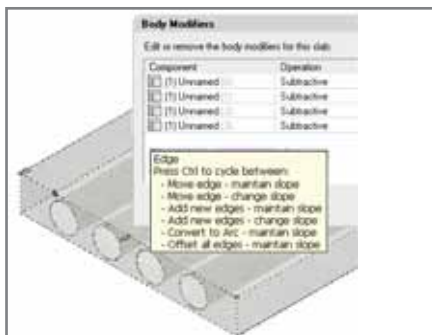 Body Modifiers
Edit or remove the body modifiers for this slab:
Component Operation
(1) Unnamed Subtractive
(1) Unnamed Subtractive
(1) Unnamed Subtractive
(1) Unnamed Subtractive
Edge
Press Ctrl to cycle between:
- Move edge - maintain slope
- Move edge - change slope
- Add new edges - maintain slope
- Add new edges - change slope
- Convert to Arc - maintain slope
- Offset all edges - maintain slope